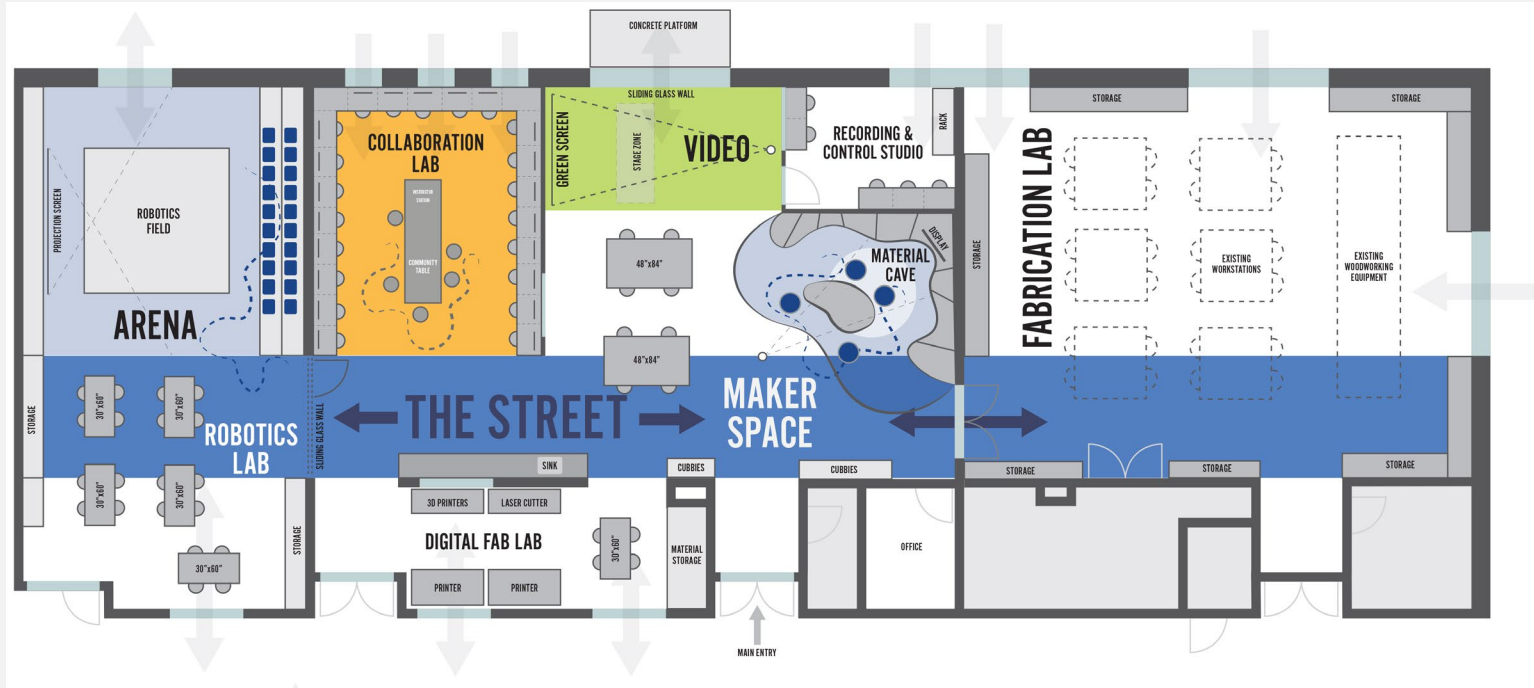 CONCRETE PLATFORM
SLIDING GLASS WALL
GREEN SCREEN
STAGE ZONE
VIDEO
RECORDING &
CONTROL STUDIO
RACK
STORAGE
STORAGE
COLLABORATION
LAB
INSTRUCTOR
STATION
COMMUNITY
TABLE
PROJECTION SCREEN
ROBOTICS
FIELD
ARENA
48"x84"
48"x84"
DISPLAY
MATERIAL
CAVE
STORAGE
FABRICATION LAB
EXISTING
WORKSTATIONS
EXISTING
WOODWORKING
EQUIPMENT
STORAGE
30"x60"
30"x60"
30"x60"
30"x60"
30"x60"
ROBOTICS
LAB
SLIDING GLASS WALL
STORAGE
THE STREET
MAKER
SPACE
SINK
CUBBIES
CUBBIES
STORAGE
STORAGE
STORAGE
3D PRINTERS
LASER CUTTER
DIGITAL FAB LAB
PRINTER
PRINTER
30"x60"
MATERIAL
STORAGE
OFFICE
MAIN ENTRY